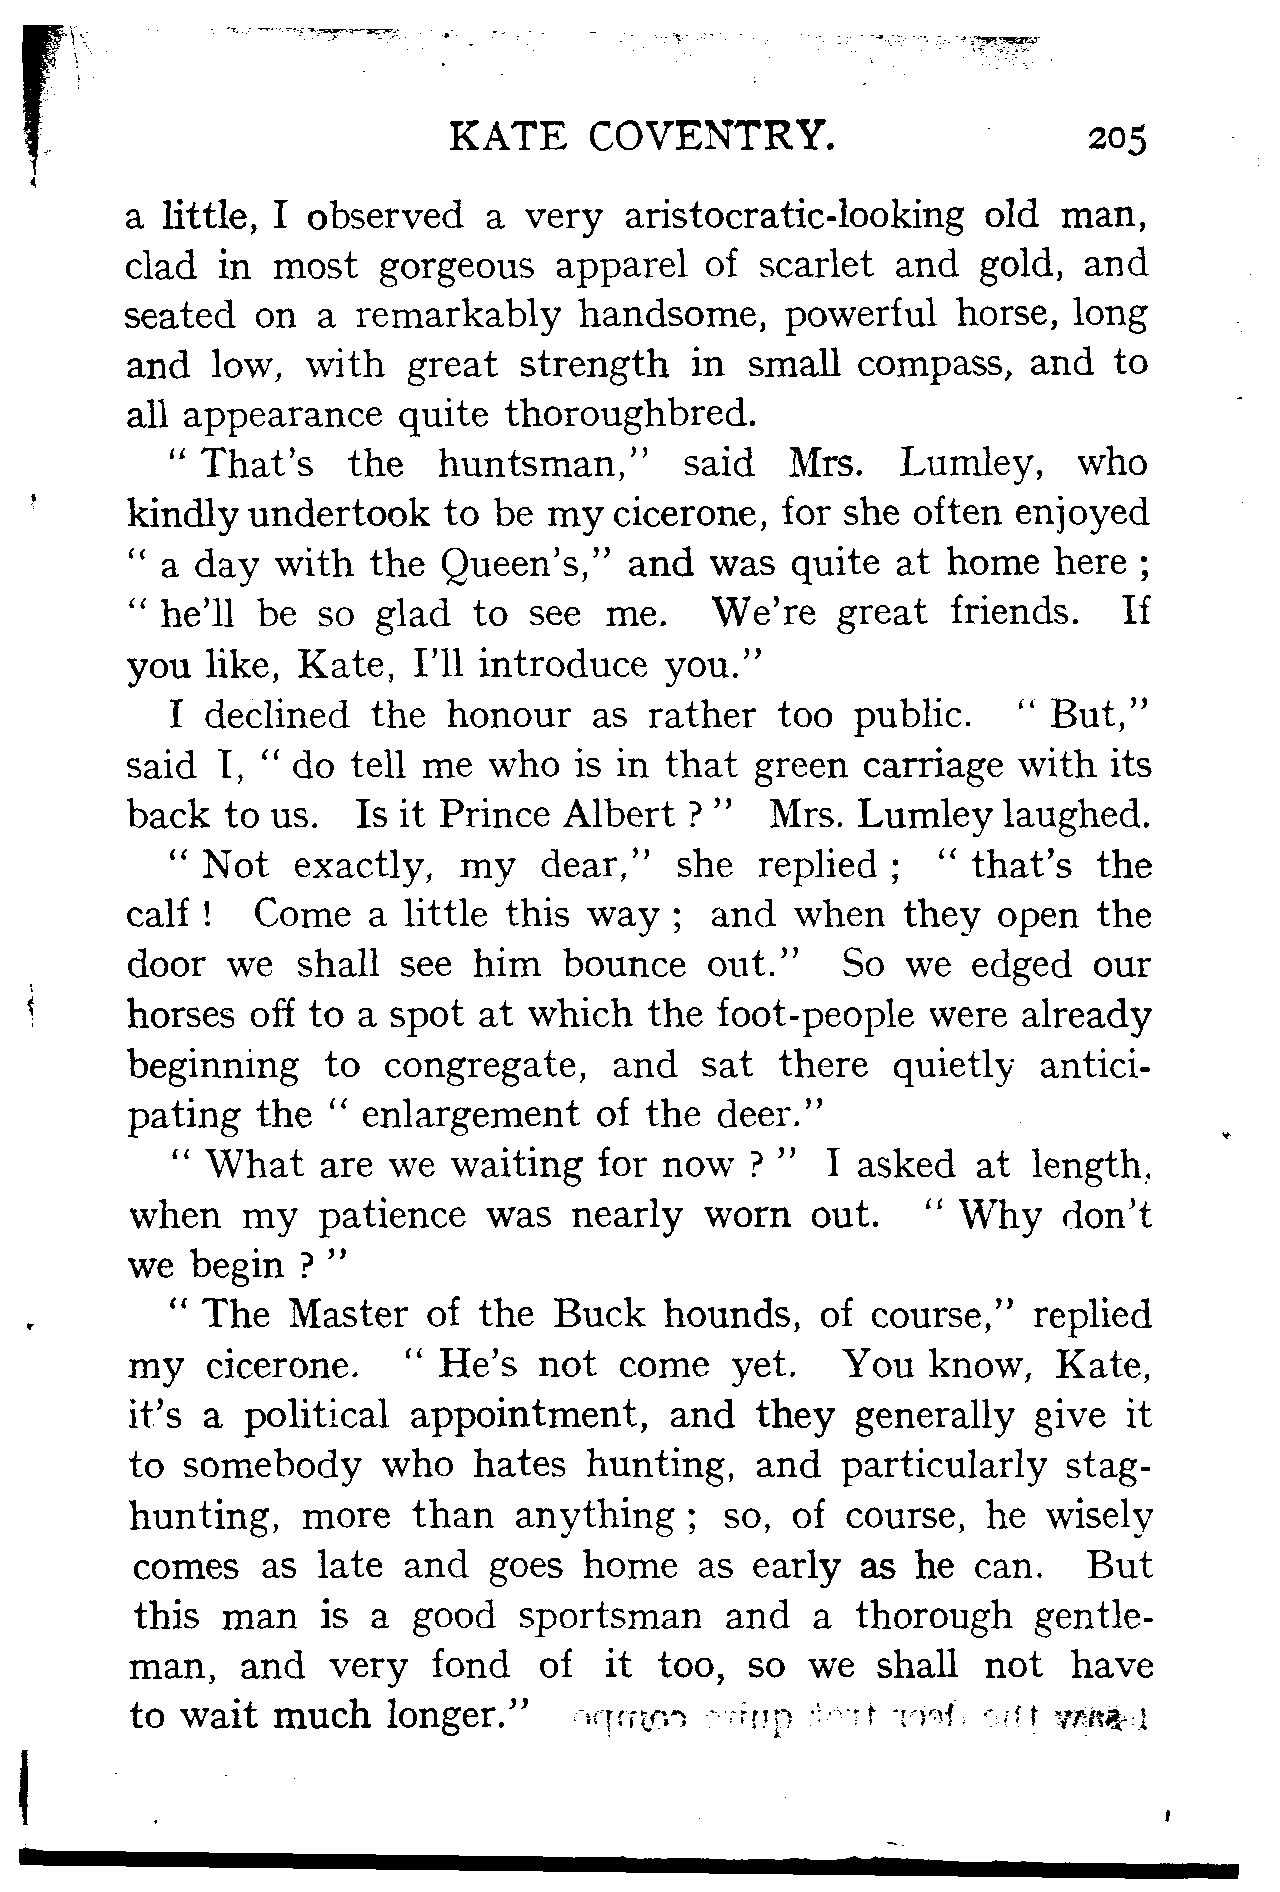 KATE COVENTRY. 205
a little, I observed a very aristocratic-looking old man,
clad in most gorgeous apparel of scarlet and gold, and
seated on a remarkably handsome, powerful horse, long
and low, with great strength in small compass, and to
all appearance quite thoroughbred.
“ That’s the huntsman,” said Mrs. Lumley, who
kindly undertook to be my cicerone, for she often enjoyed
“ a day with the Queen’s,” and was quite at home here ;
“ he’ll be so glad to see me. We’re great friends. If
you like, Kate, I’ll introduce you.”
I declined the honour as rather too public. “ But,”
said I, “ do tell me who is in that green carriage with its
back to us. Is it Prince Albert ? ” Mrs. Lumley laughed.
“ Not exactly, my dear,” she replied ; “ that’s the
calf ! Come a little this way ; and when they open the
door we shall see him bounce out.” So we edged our
horses off to a spot at which the foot-people were already
beginning to congregate, and sat there quietly antici-
pating the “ enlargement of the deer.”
“ What are we waiting for now ? ” I asked at length,
when my patience was nearly worn out. “ Why don’t
we begin ? ”
“ The Master of the Buck hounds, of course,” replied
my cicerone. “ He’s not come yet. You know, Kate,
it’s a political appointment, and they generally give it
to somebody who hates hunting, and particularly stag-
hunting, more than anything ; so, of course, he wisely
comes as late and goes home as early as he can. But
this man is a good sportsman and a thorough gentle-
man, and very fond of it too, so we shall not have
to wait much longer.”